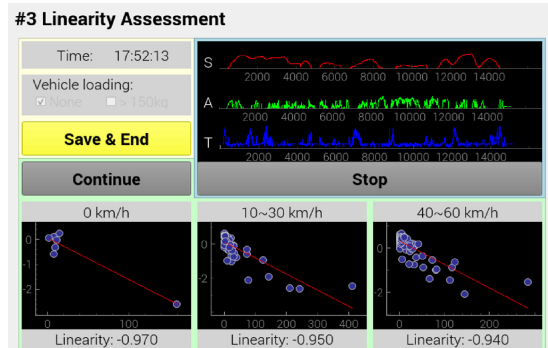 #3 Linearity Assessment
Time: 17:52:13
Vehicle loading:
None > 150kg
Save & End
Continue
S
2000 4000 6000 8000 10000 12000 14000
A
2000 4000 6000 8000 10000 12000 14000
T
2000 4000 6000 8000 10000 12000 14000
Stop
0 km/h 10~30 km/h 40~60 km/h
0 0 0
-1
-2 -2 -2
0 100 0 100 200 300 400 0 100 200
Linearity: -0.970 Linearity: -0.950 Linearity: -0.940